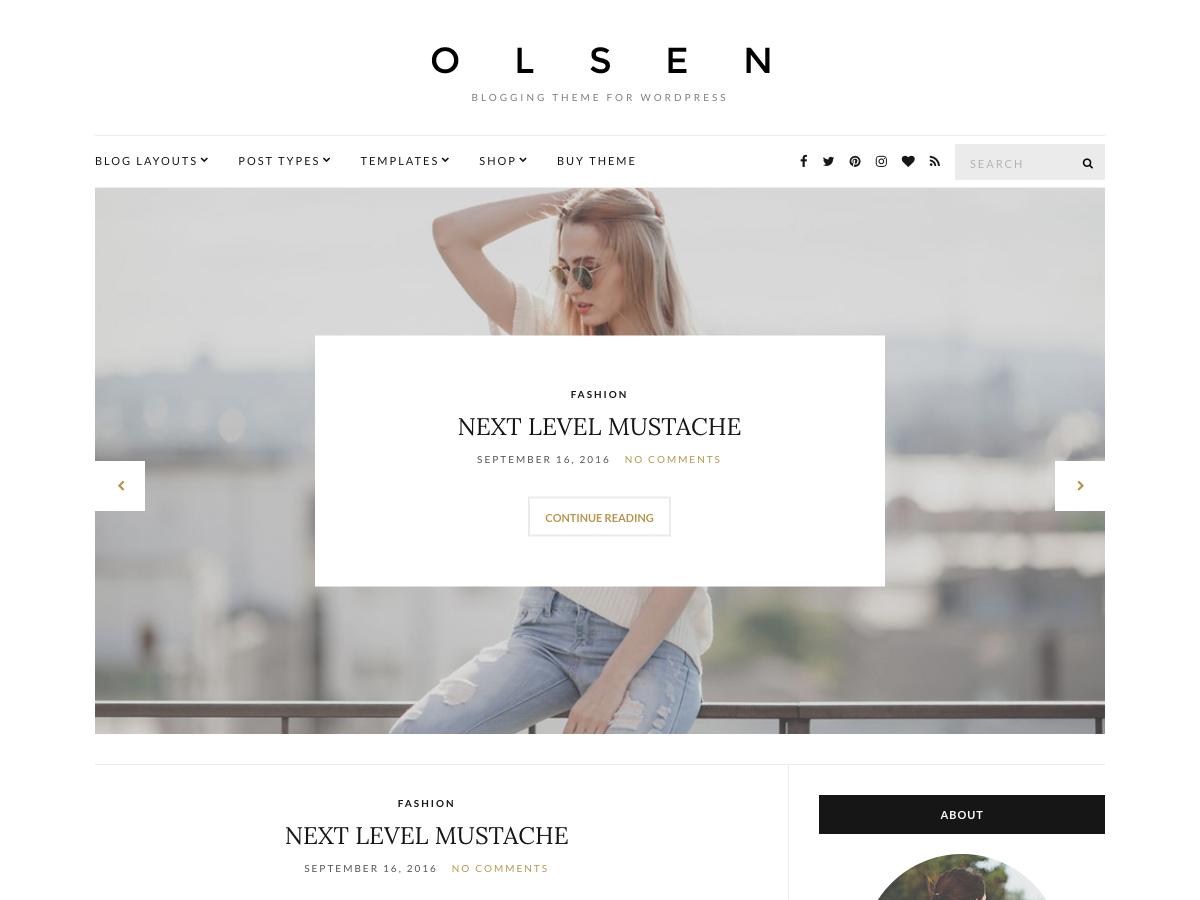 OLSEN
BLOGGING THEME FOR WORDPRESS
BLOG LAYOUTS POST TYPES TEMPLATES SHOP BUY THEME SEARCH
FASHION
NEXT LEVEL MUSTACHE
SEPTEMBER 16, 2016 NO COMMENTS
CONTINUE READING
FASHION
NEXT LEVEL MUSTACHE
SEPTEMBER 16, 2016 NO COMMENTS
ABOUT